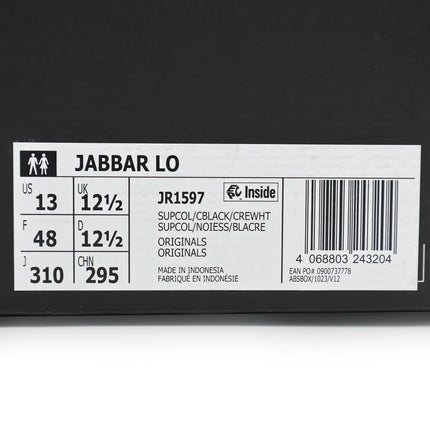 JABBAR LO
US 13 UK 12½
F 48 D 12½
J 310 CHN 295
JR1597
Inside
SUPCOL/CBLACK/CREWHT
SUPCOL/NOIESS/BLACRE
ORIGINALS
ORIGINALS
MADE IN INDONESIA
FABRIQUÉ EN INDONÉSIE
4 068803 243204
EAN PO# 0900737778
ABSBOX/1023/V12